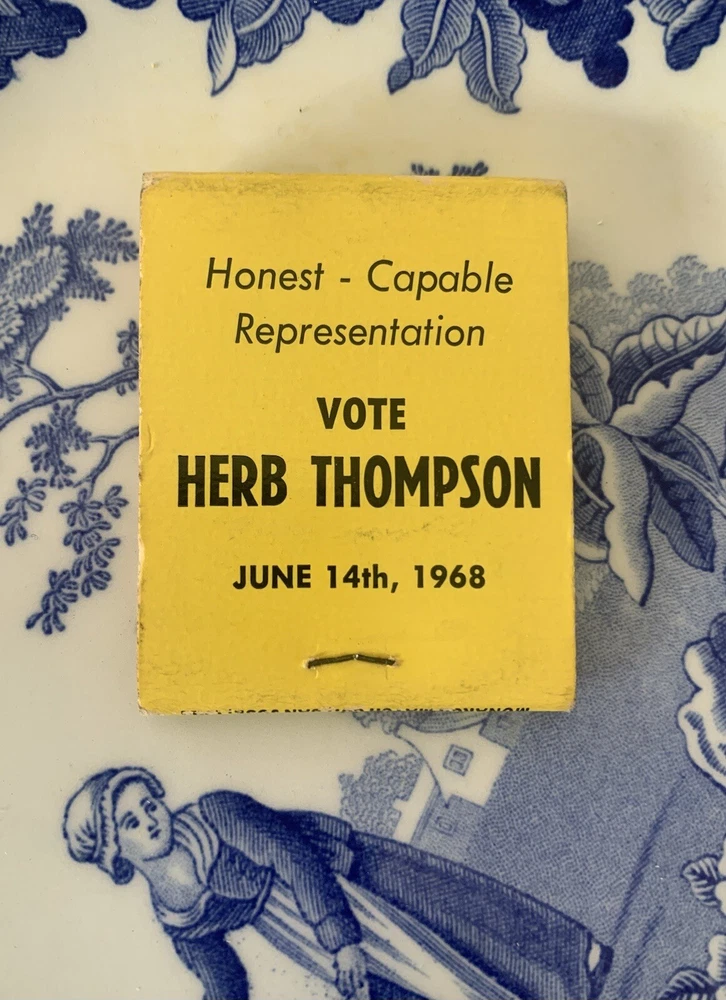 Honest - Capable
Representation
VOTE
HERB THOMPSON
JUNE 14th, 1968